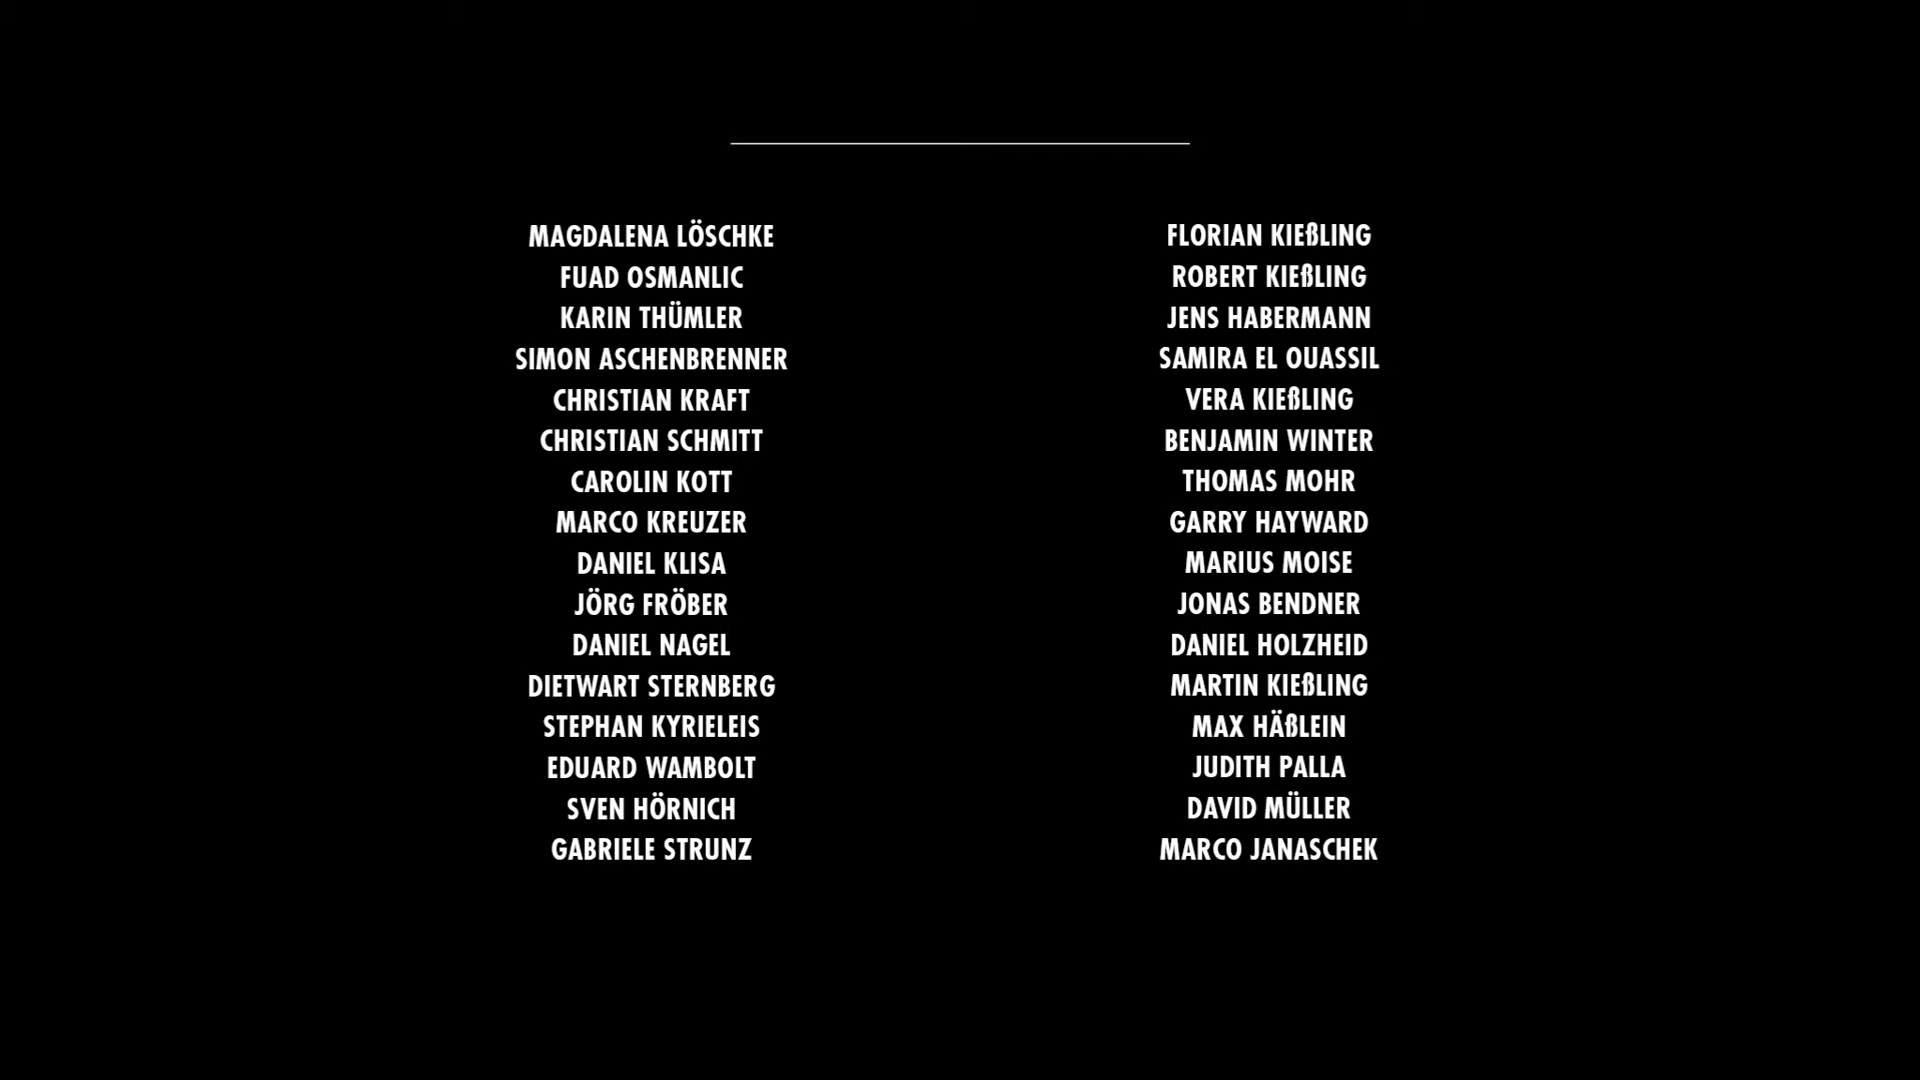 MAGDALENA LÖSCHKE
FUAD OSMANLIC
KARIN THÜMLER
SIMON ASCHENBRENNER
CHRISTIAN KRAFT
CHRISTIAN SCHMITT
CAROLIN KOTT
MARCO KREUZER
DANIEL KLISA
JÖRG FRÖBER
DANIEL NAGEL
DIETWART STERNBERG
STEPHAN KYRIELEIS
EDUARD WAMBOLT
SVEN HÖRNICH
GABRIELE STRUNZ
FLORIAN KIEßLING
ROBERT KIEßLING
JENS HABERMANN
SAMIRA EL OUASSIL
VERA KIEßLING
BENJAMIN WINTER
THOMAS MOHR
GARRY HAYWARD
MARIUS MOISE
JONAS BENDNER
DANIEL HOLZHEID
MARTIN KIEßLING
MAX HÄßLEIN
JUDITH PALLA
DAVID MÜLLER
MARCO JANASCHEK